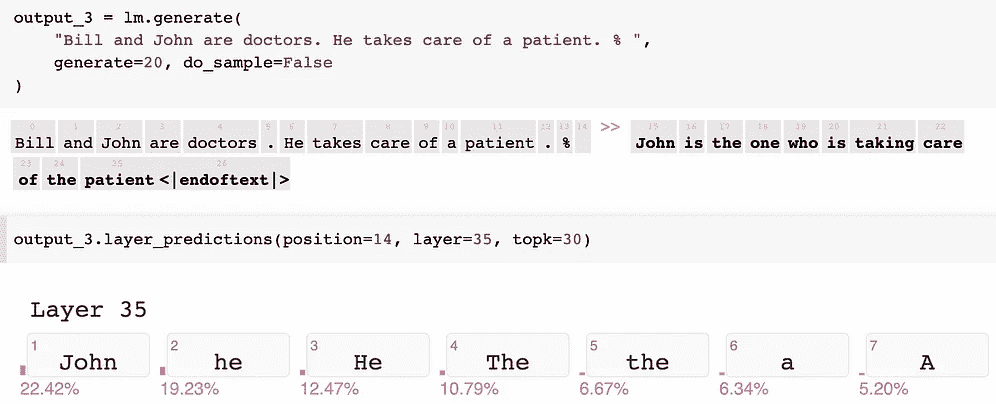 output_3 = lm.generate(
"Bill and John are doctors. He takes care of a patient. % ",
generate=20, do_sample=False
)
0 1 2 3 4 5 6 7 8 9 10 11 12 13 14 15 16 17 18 19 20 21 22
Bill and John are doctors . He takes care of a patient . % >> John is the one who is taking care
23 24 25 26
of the patient <|endoftext|>
output_3.layer_predictions(position=14, layer=35, topk=30)
Layer 35
1 John 2 he 3 He 4 The 5 the 6 a 7 A
22.42% 19.23% 12.47% 10.79% 6.67% 6.34% 5.20%